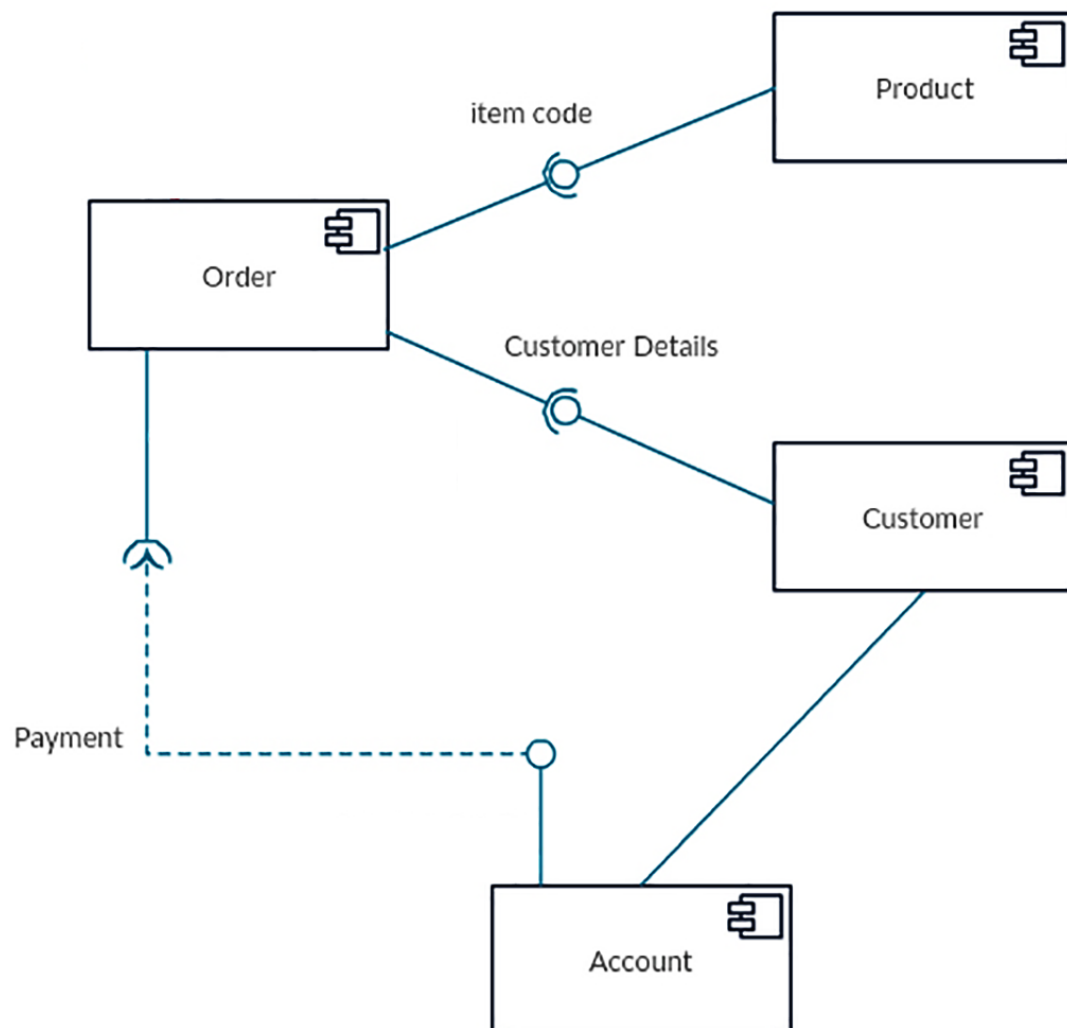 Product
item code
Order
Customer Details
Customer
Payment
Account